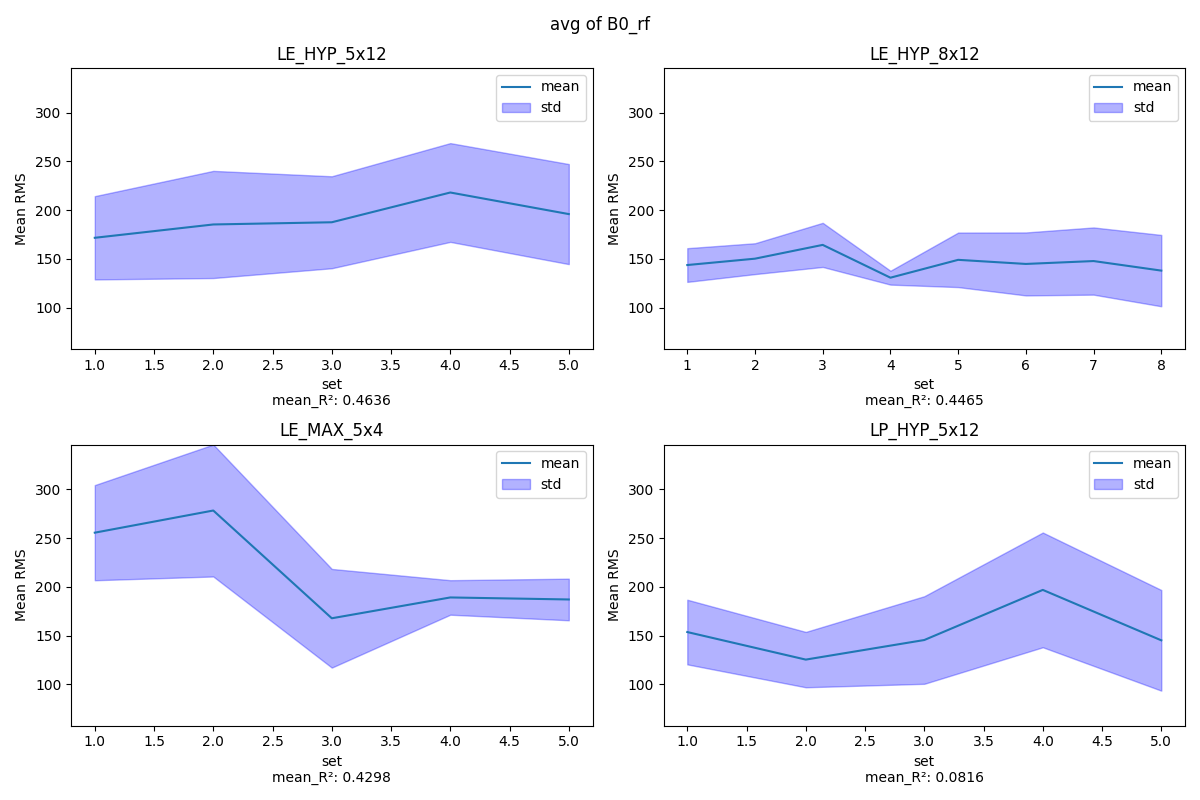 avg of B0_rf
LE_HYP_5x12
mean
std
Mean RMS
300
250
200
150
100
1.0 1.5 2.0 2.5 3.0 3.5 4.0 4.5 5.0
set
mean_R²: 0.4636
LE_HYP_8x12
mean
std
Mean RMS
300
250
200
150
100
1 2 3 4 5 6 7 8
set
mean_R²: 0.4465
LE_MAX_5x4
mean
std
Mean RMS
300
250
200
150
100
1.0 1.5 2.0 2.5 3.0 3.5 4.0 4.5 5.0
set
mean_R²: 0.4298
LP_HYP_5x12
mean
std
Mean RMS
300
250
200
150
100
1.0 1.5 2.0 2.5 3.0 3.5 4.0 4.5 5.0
set
mean_R²: 0.0816